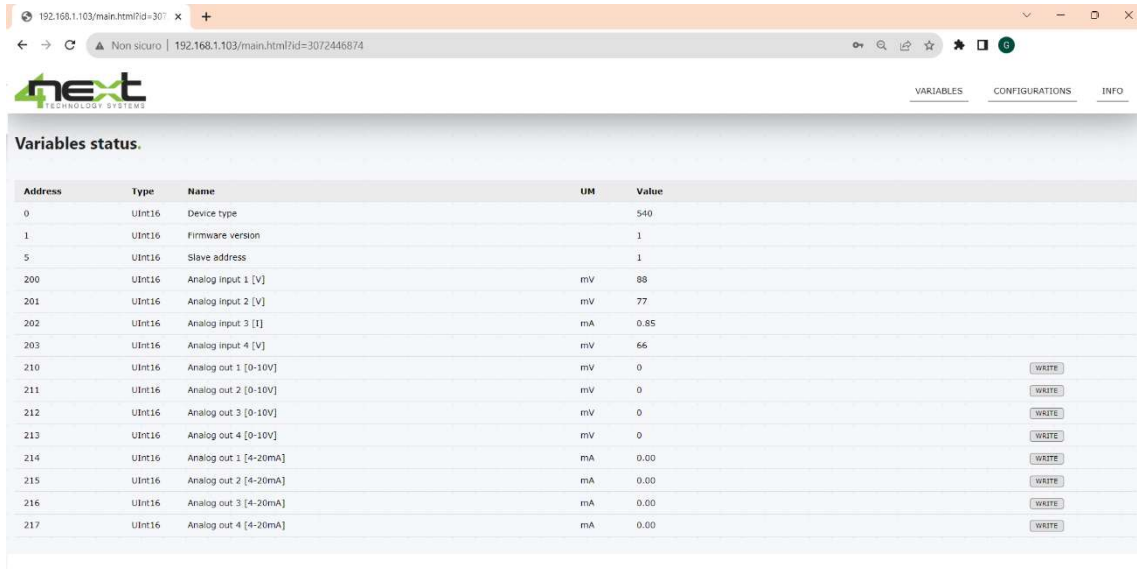 192.168.1.103/main.html?id=307
Non sicuro | 192.168.1.103/main.html?id=3072446874
G
4next
TECHNOLOGY SYSTEMS
VARIABLES CONFIGURATIONS INFO
Variables status.
Address Type Name UM Value
0 UInt16 Device type 540
1 UInt16 Firmware version 1
5 UInt16 Slave address 1
200 UInt16 Analog input 1 [V] mV 88
201 UInt16 Analog input 2 [V] mV 77
202 UInt16 Analog input 3 [I] mA 0.85
203 UInt16 Analog input 4 [V] mV 66
210 UInt16 Analog out 1 [0-10V] mV 0 WRITE
211 UInt16 Analog out 2 [0-10V] mV 0 WRITE
212 UInt16 Analog out 3 [0-10V] mV 0 WRITE
213 UInt16 Analog out 4 [0-10V] mV 0 WRITE
214 UInt16 Analog out 1 [4-20mA] mA 0.00 WRITE
215 UInt16 Analog out 2 [4-20mA] mA 0.00 WRITE
216 UInt16 Analog out 3 [4-20mA] mA 0.00 WRITE
217 UInt16 Analog out 4 [4-20mA] mA 0.00 WRITE